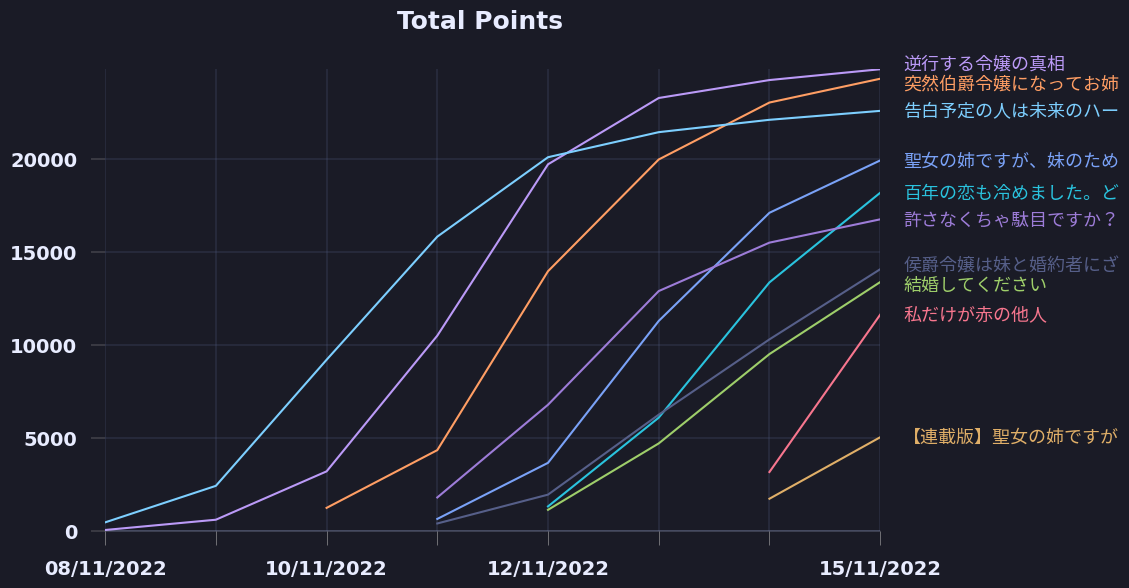 Total Points
逆行する令嬢の真相
突然伯爵令嬢になってお姉
告白予定の人は未来のハー
20000
聖女の姉ですが、妹のため
百年の恋も冷めました。ど
許さなくちゃ駄目ですか？
15000
侯爵令嬢は妹と婚約者にざ
結婚してください
私だけが赤の他人
10000
5000
【連載版】聖女の姉ですが
0
08/11/2022
10/11/2022
12/11/2022
15/11/2022